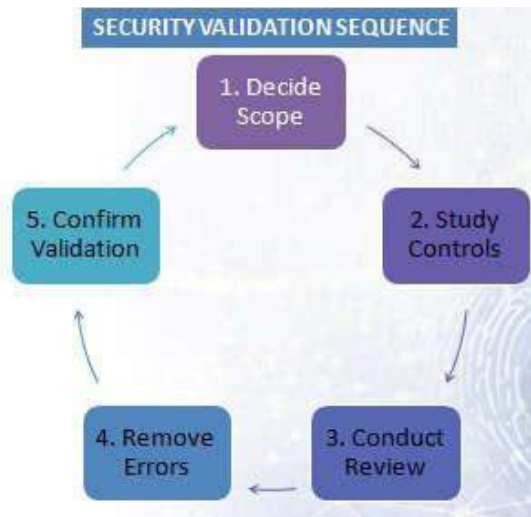 SECURITY VALIDATION SEQUENCE
1. Decide
Scope
2. Study
Controls
3. Conduct
Review
4. Remove
Errors
5. Confirm
Validation